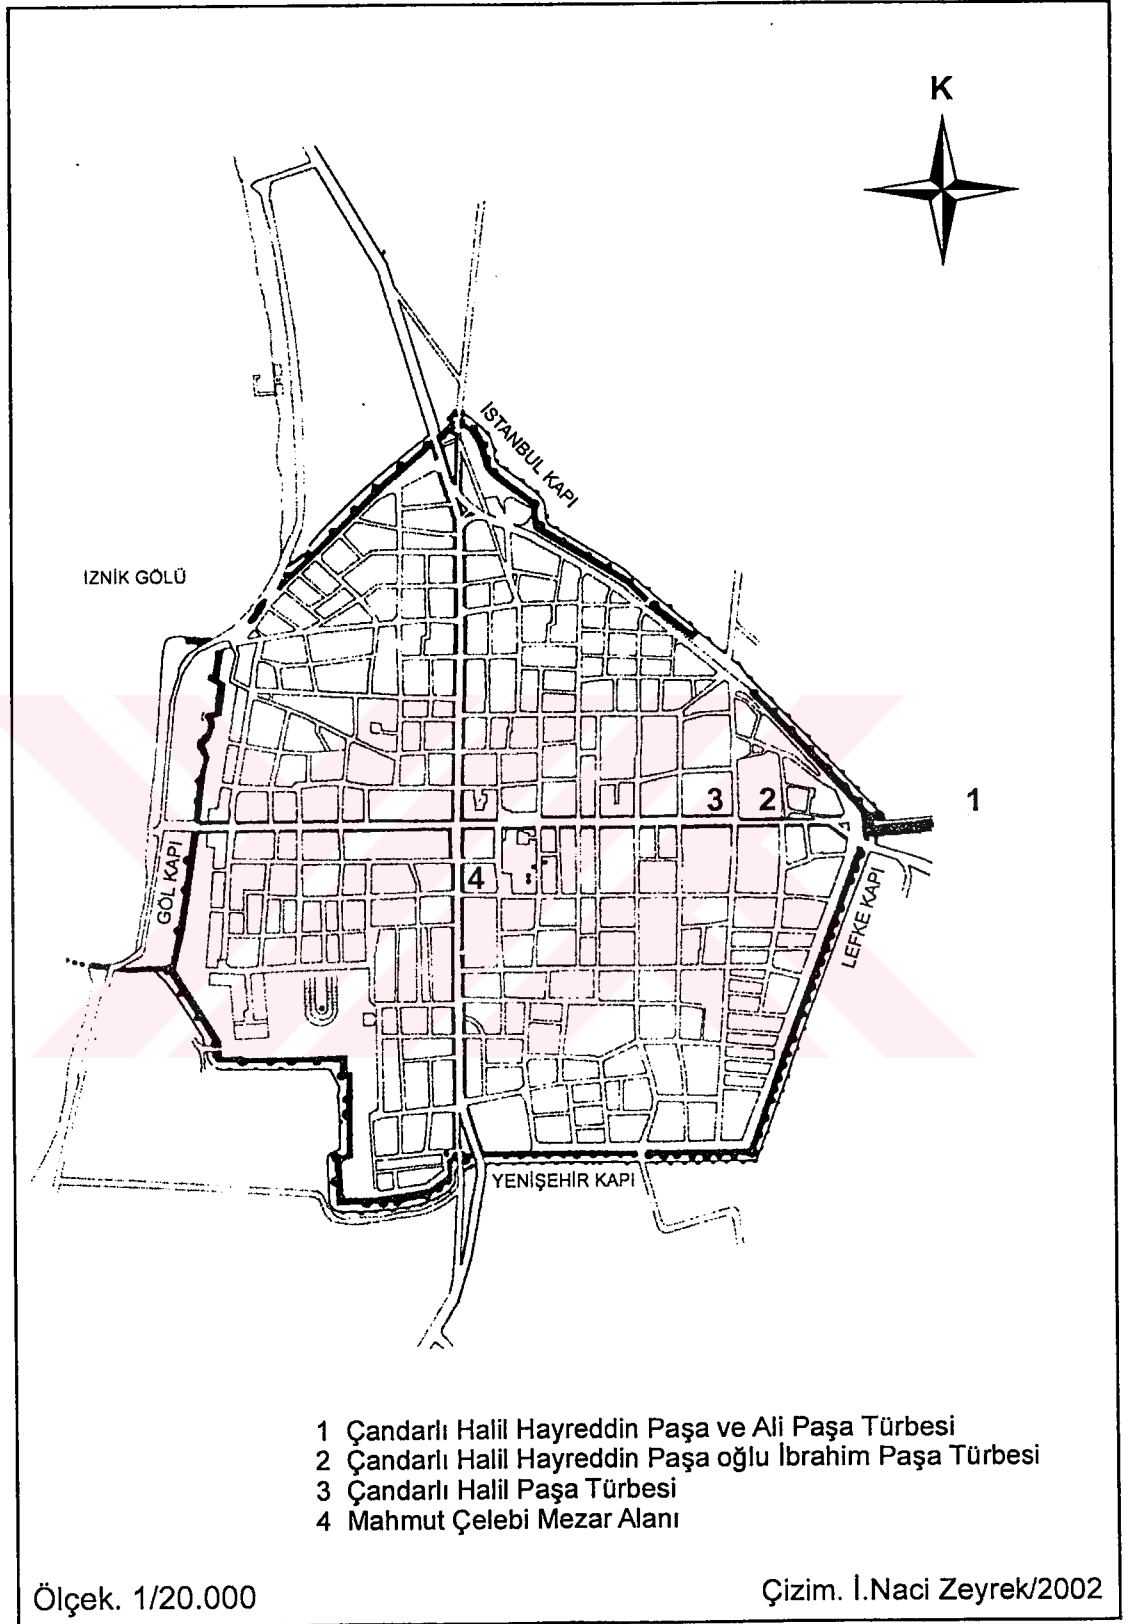 K
İSTANBUL KAPI
IZNİK GÖLÜ
3 2 1
GÖL KAPI
4
LEFKE KAPI
YENİŞEHİR KAPI
1 Çandarlı Halil Hayreddin Paşa ve Ali Paşa Türbesi
2 Çandarlı Halil Hayreddin Paşa oğlu İbrahim Paşa Türbesi
3 Çandarlı Halil Paşa Türbesi
4 Mahmut Çelebi Mezar Alanı
Ölçek. 1/20.000
Çizim. İ.Naci Zeyrek/2002